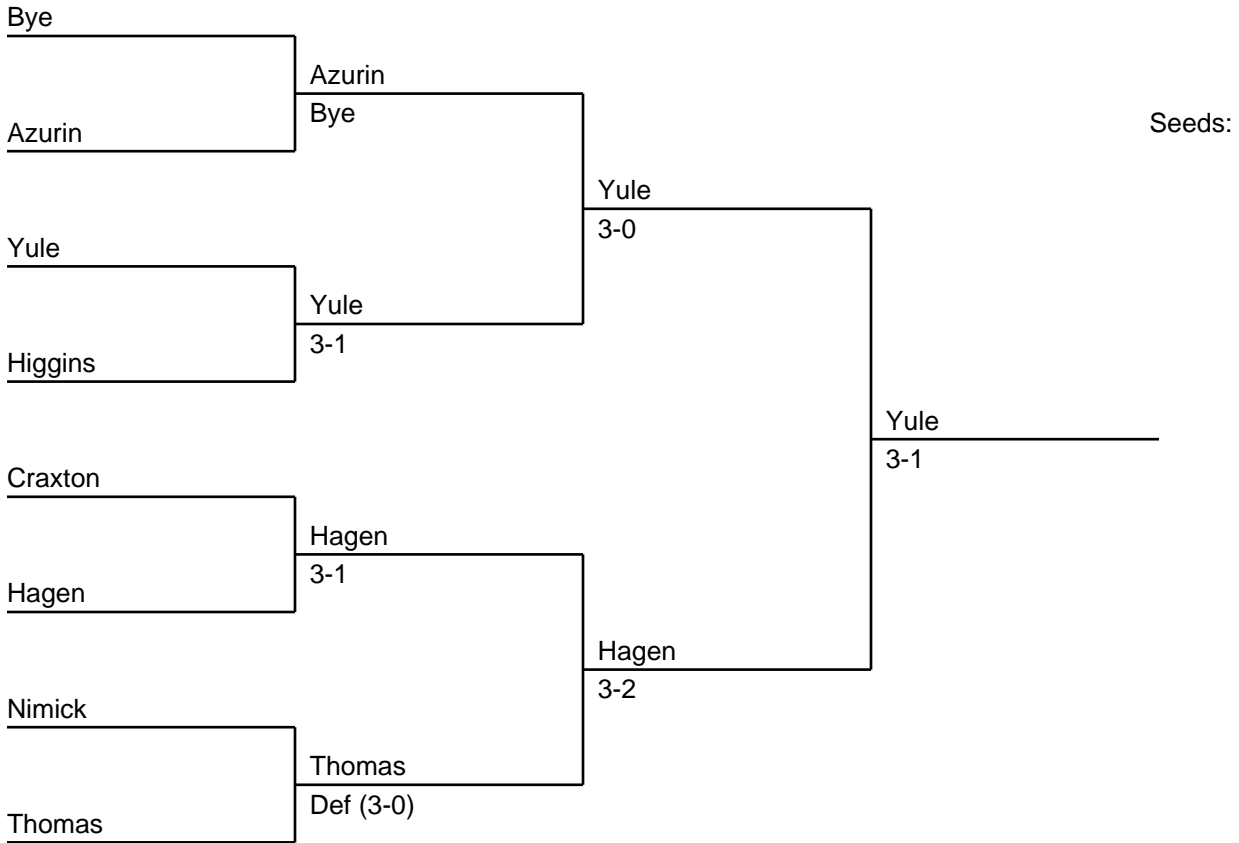 Bye
Azurin
Bye
Azurin
Seeds:
Yule
3-0
Yule
Yule
3-1
Higgins
Yule
3-1
Craxton
Hagen
3-1
Hagen
Hagen
3-2
Nimick
Thomas
Def (3-0)
Thomas